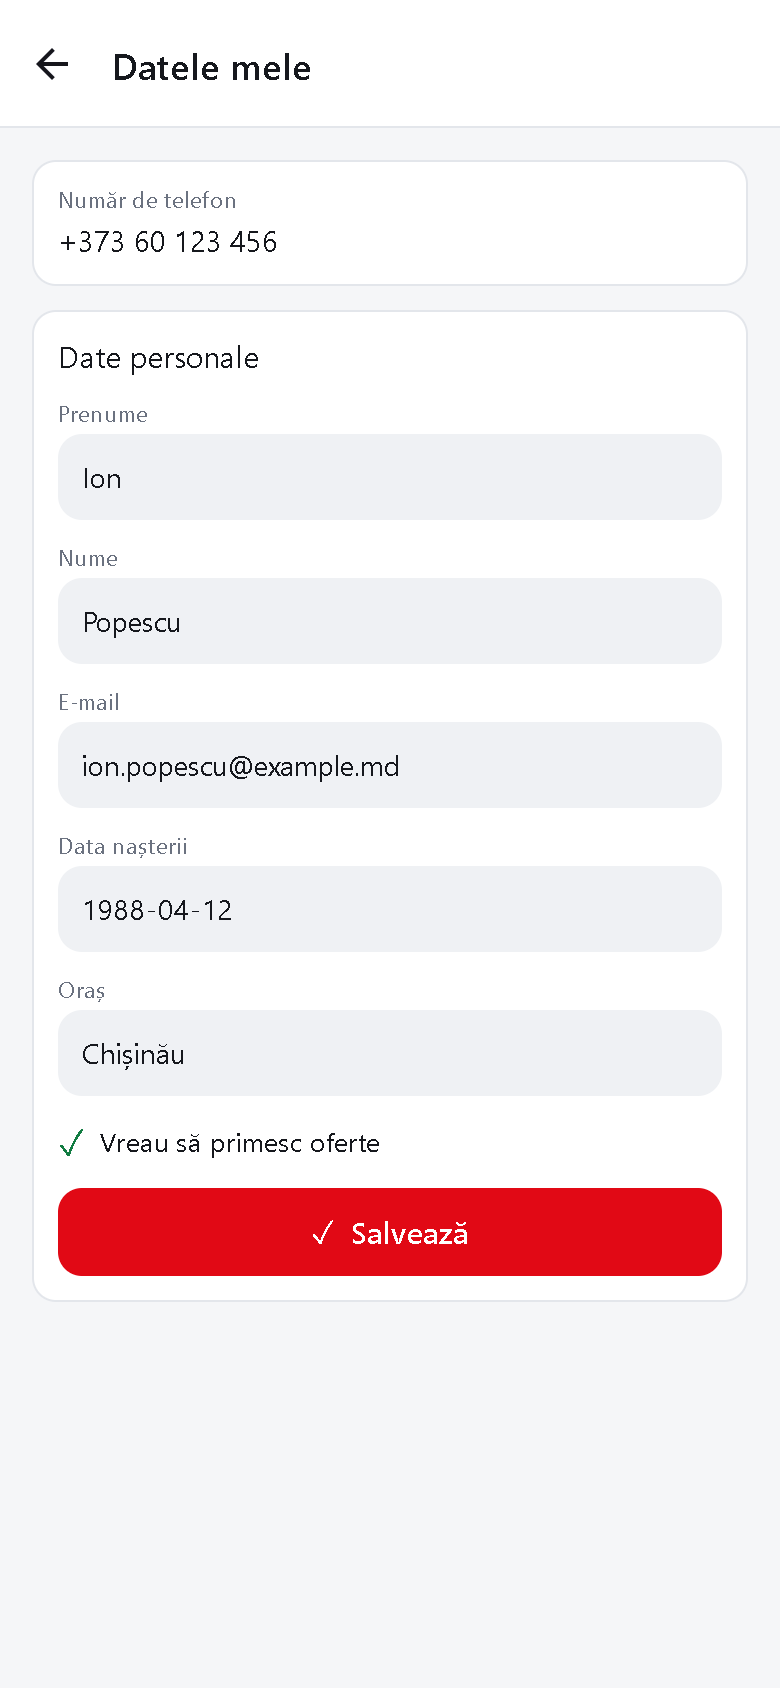 Datele mele
Număr de telefon
+373 60 123 456
Date personale
Prenume
Ion
Nume
Popescu
E-mail
ion.popescu@example.md
Data nașterii
1988-04-12
Oraș
Chișinău
✓ Vreau să primesc oferte
✓ Salvează